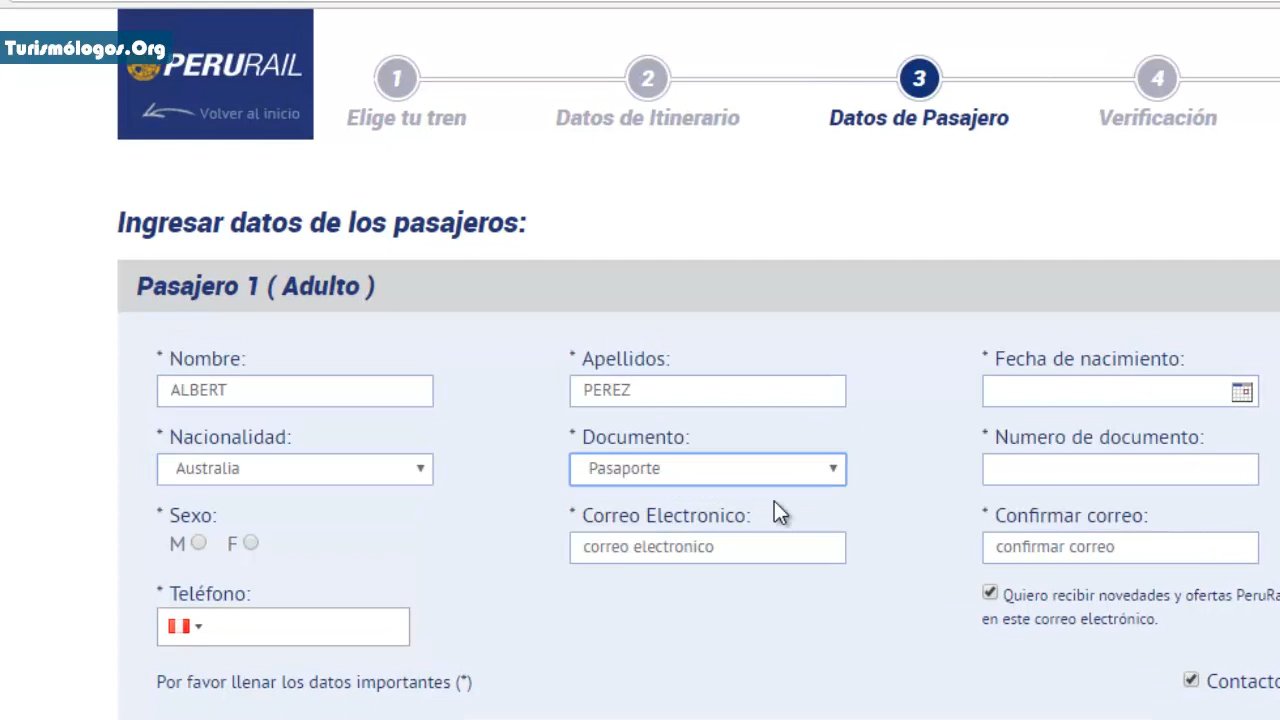 Turismólogos.Org
PERURAIL
Volver al inicio
1 2 3 4
Elige tu tren Datos de Itinerario Datos de Pasajero Verificación
Ingresar datos de los pasajeros:
Pasajero 1 ( Adulto )
* Nombre: * Apellidos: * Fecha de nacimiento:
ALBERT PEREZ
* Nacionalidad: * Documento: * Numero de documento:
Australia Pasaporte
* Sexo: * Correo Electronico: * Confirmar correo:
M F correo electronico confirmar correo
* Teléfono: Quiero recibir novedades y ofertas PeruRa
en este correo electrónico.
Por favor llenar los datos importantes (*) Contacto